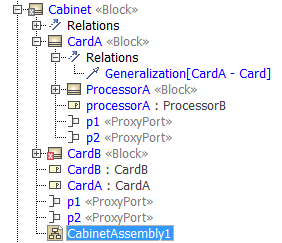 Cabinet «Block»
Relations
CardA «Block»
Relations
Generalization[CardA - Card]
ProcessorA «Block»
processorA : ProcessorB
p1 «ProxyPort»
p2 «ProxyPort»
CardB «Block»
CardB : CardB
CardA : CardA
p1 «ProxyPort»
p2 «ProxyPort»
CabinetAssembly1